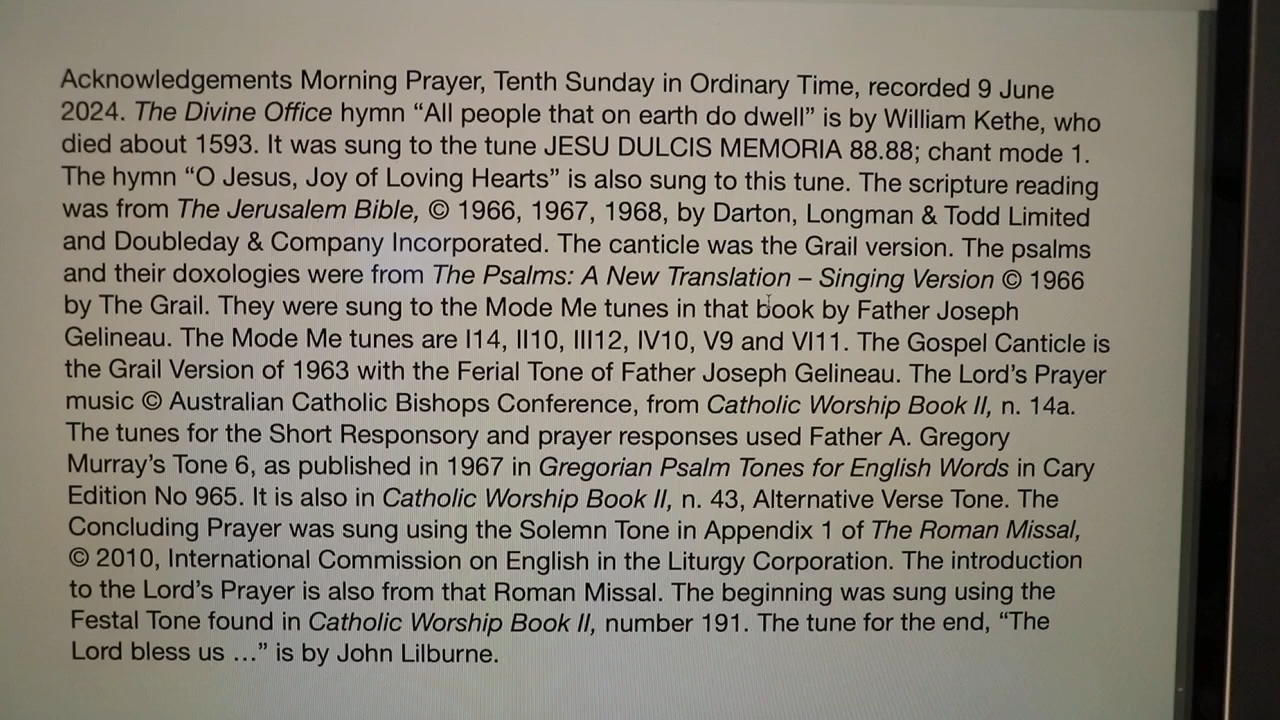 Acknowledgements Morning Prayer, Tenth Sunday in Ordinary Time, recorded 9 June
2024. The Divine Office hymn “All people that on earth do dwell” is by William Kethe, who
died about 1593. It was sung to the tune JESU DULCIS MEMORIA 88.88; chant mode 1.
The hymn “O Jesus, Joy of Loving Hearts” is also sung to this tune. The scripture reading
was from The Jerusalem Bible, © 1966, 1967, 1968, by Darton, Longman & Todd Limited
and Doubleday & Company Incorporated. The canticle was the Grail version. The psalms
and their doxologies were from The Psalms: A New Translation – Singing Version © 1966
by The Grail. They were sung to the Mode Me tunes in that book by Father Joseph
Gelineau. The Mode Me tunes are I14, II10, III12, IV10, V9 and VI11. The Gospel Canticle is
the Grail Version of 1963 with the Ferial Tone of Father Joseph Gelineau. The Lord’s Prayer
music © Australian Catholic Bishops Conference, from Catholic Worship Book II, n. 14a.
The tunes for the Short Responsory and prayer responses used Father A. Gregory
Murray’s Tone 6, as published in 1967 in Gregorian Psalm Tones for English Words in Cary
Edition No 965. It is also in Catholic Worship Book II, n. 43, Alternative Verse Tone. The
Concluding Prayer was sung using the Solemn Tone in Appendix 1 of The Roman Missal,
© 2010, International Commission on English in the Liturgy Corporation. The introduction
to the Lord’s Prayer is also from that Roman Missal. The beginning was sung using the
Festal Tone found in Catholic Worship Book II, number 191. The tune for the end, “The
Lord bless us …” is by John Lilburne.